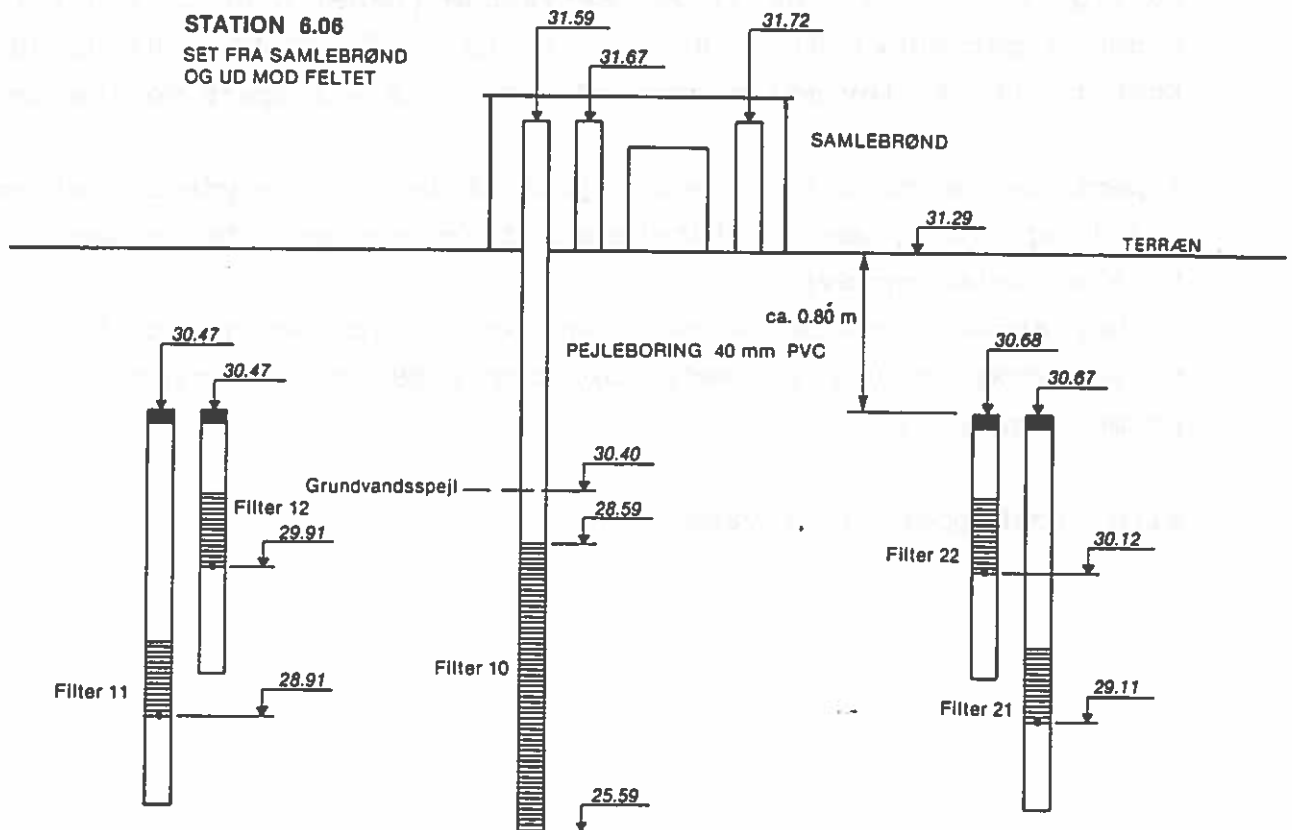 STATION 6.06
SET FRA SAMLEBRØND
OG UD MOD FELTET
31.59
31.72
31.67
SAMLEBRØND
31.29
TERRÆN
ca. 0.80 m
PEJLEBORING 40 mm PVC
30.47
30.47
30.68
30.67
30.40
Grundvandsspejl
28.59
Filter 12
29.91
Filter 22
30.12
Filter 10
Filter 11
28.91
Filter 21
29.11
25.59